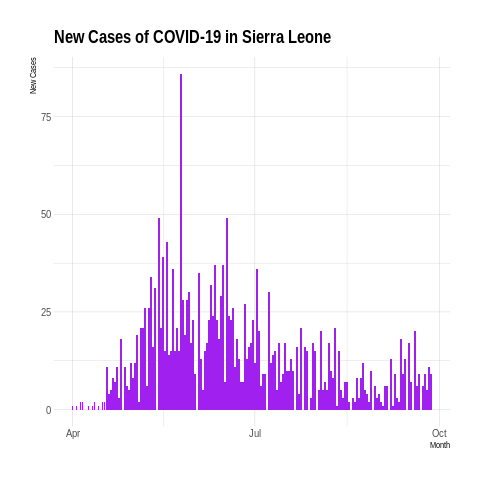 New Cases of COVID-19 in Sierra Leone
New Cases
75
50
25
0
Apr
Jul
Oct
Month